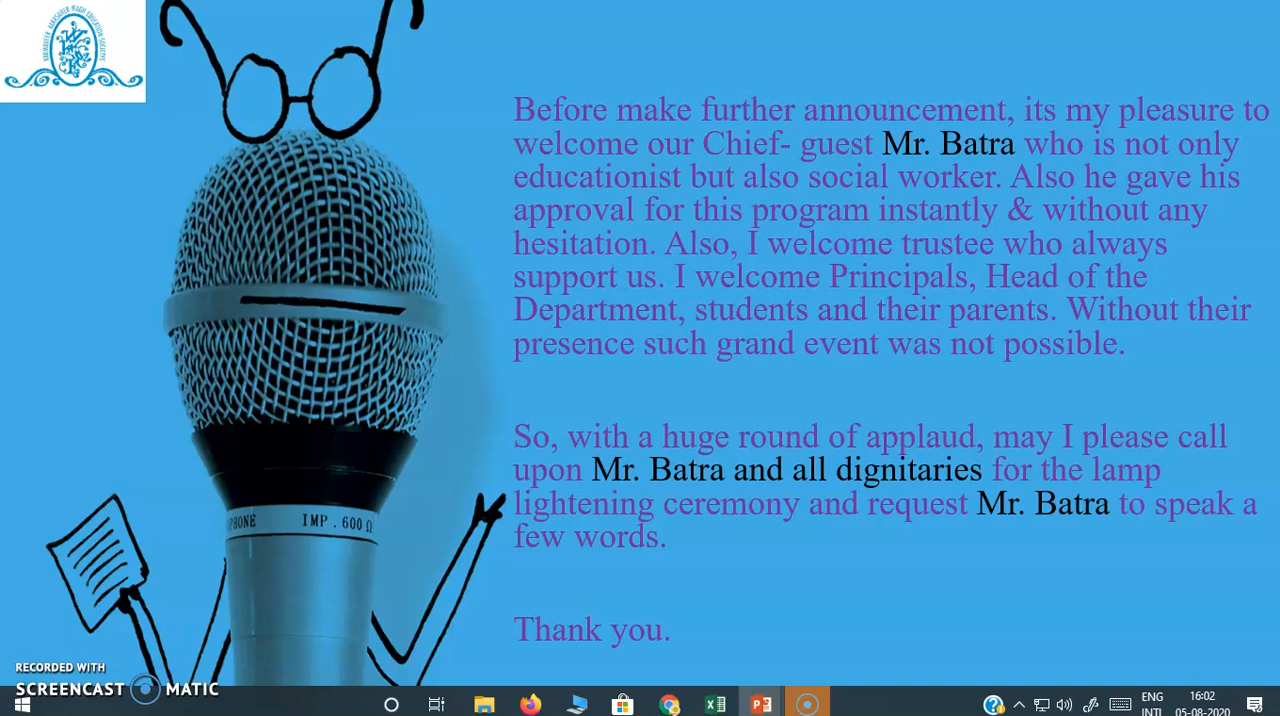 Before make further announcement, its my pleasure to
welcome our Chief- guest Mr. Batra who is not only
educationist but also social worker. Also he gave his
approval for this program instantly & without any
hesitation. Also, I welcome trustee who always
support us. I welcome Principals, Head of the
Department, students and their parents. Without their
presence such grand event was not possible.
So, with a huge round of applaud, may I please call
upon Mr. Batra and all dignitaries for the lamp
lightening ceremony and request Mr. Batra to speak a
few words.
Thank you.
IMP . 600 Ω
RECORDED WITH
SCREENCAST MATIC
ENG
INTL
16:02
05-08-2020